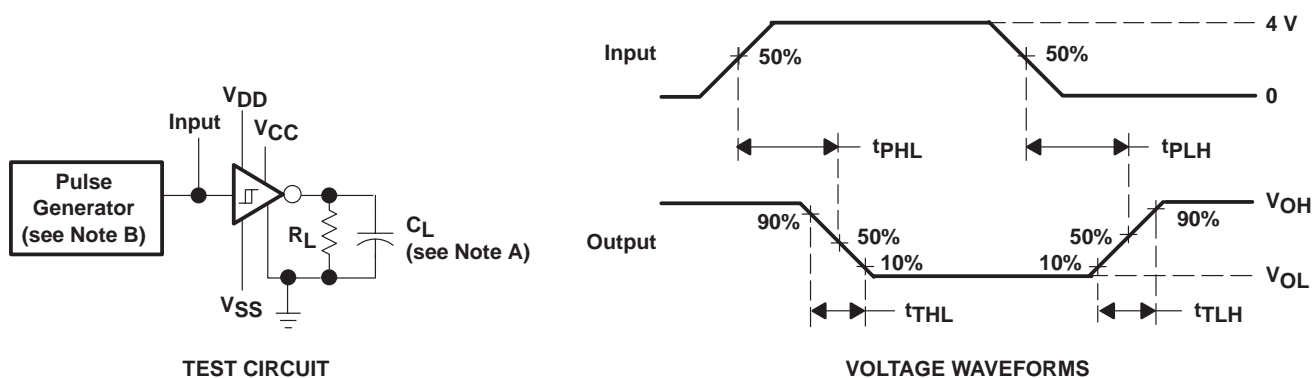 VDD
Input
VCC
Pulse
Generator
(see Note B)
RL
CL
(see Note A)
VSS
TEST CIRCUIT
4 V
Input
50%
50%
0
tPHL
tPLH
VOH
90%
90%
Output
50%
50%
10%
10%
VOL
tTHL
tTLH
VOLTAGE WAVEFORMS